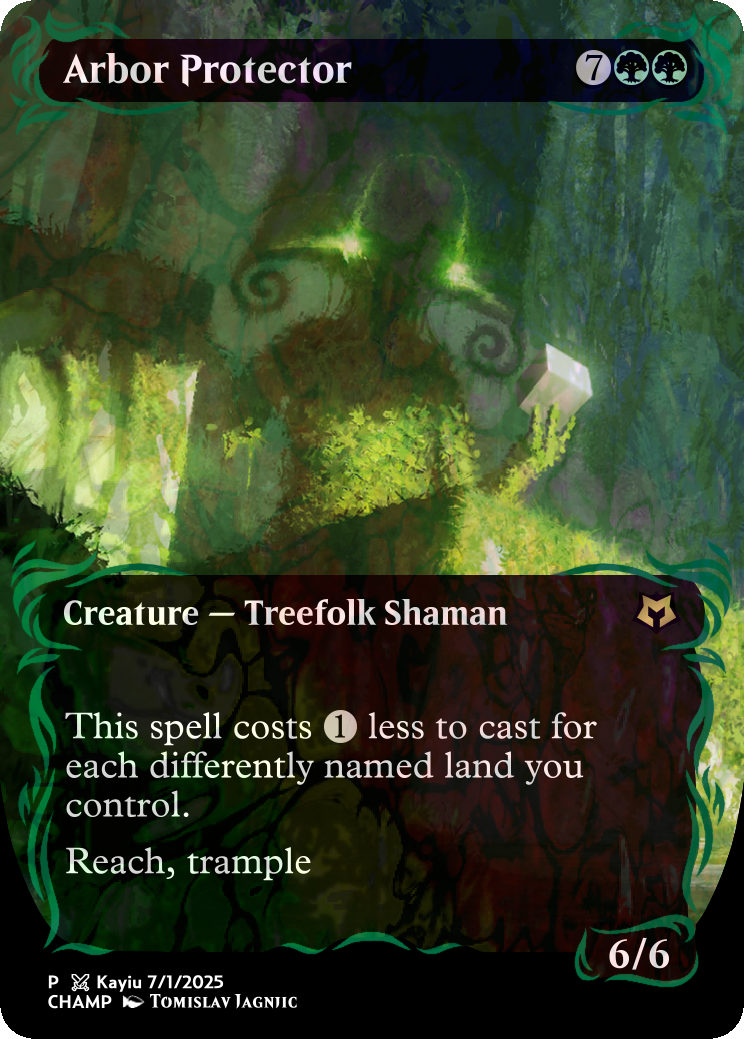 Arbor Protector 7
Creature — Treefolk Shaman
This spell costs 1 less to cast for
each differently named land you
control.
Reach, trample
6/6
P Kayiu 7/1/2025
CHAMP Tomislav Jagnjic